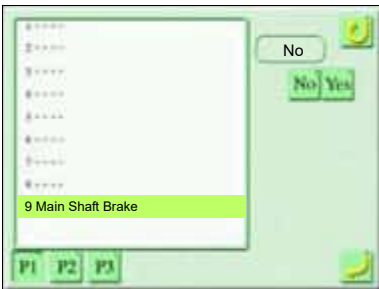 1 ----
2 ----
3 ----
4 ----
5 ----
6 ----
7 ----
8 ----
9 Main Shaft Brake
No
No Yes
P1 P2 P3